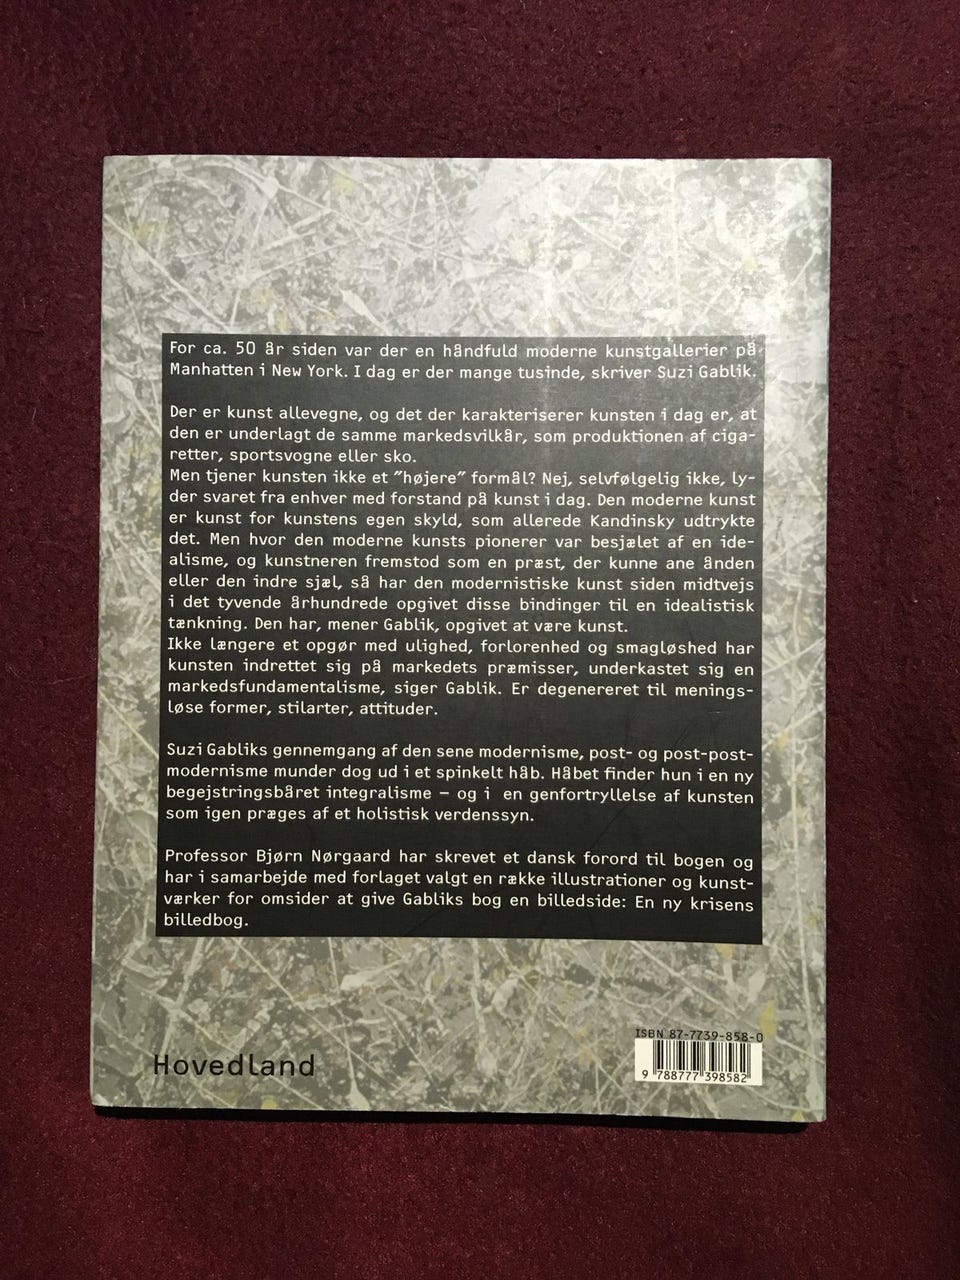 For ca. 50 år siden var der en håndfuld moderne kunstgallerier på
Manhatten i New York. I dag er der mange tusinde, skriver Suzi Gablik.
Der er kunst allevegne, og det der karakteriserer kunsten i dag er, at
den er underlagt de samme markedsvilkår, som produktionen af ciga-
retter, sportsvogne eller sko.
Men tjener kunsten ikke et "højere" formål? Nej, selvfølgelig ikke, ly-
der svaret fra enhver med forstand på kunst i dag. Den moderne kunst
er kunst for kunstens egen skyld, som allerede Kandinsky udtrykte
det. Men hvor den moderne kunsts pionerer var besjælet af en ide-
alisme, og kunstneren fremstod som en præst, der kunne ane ånden
eller den indre sjæl, så har den modernistiske kunst siden midtvejs
i det tyvende århundrede opgivet disse bindinger til en idealistisk
tænkning. Den har, mener Gablik, opgivet at være kunst.
Ikke længere et opgør med ulighed, forlorenhed og smagløshed har
kunsten indrettet sig på markedets præmisser, underkastet sig en
markedsfundamentalisme, siger Gablik. Er degenereret til menings-
løse former, stilarter, attituder.
Suzi Gabliks gennemgang af den sene modernisme, post- og post-post-
modernisme munder dog ud i et spinkelt håb. Håbet finder hun i en ny
begejstringsbåret integralisme – og i en genfortryllelse af kunsten
som igen præges af et holistisk verdenssyn.
Professor Bjørn Nørgaard har skrevet et dansk forord til bogen og
har i samarbejde med forlaget valgt en række illustrationer og kunst-
værker for omsider at give Gabliks bog en billedside: En ny krisens
billedbog.
Hovedland
ISBN 87-7739-858-0
9 788777 398582